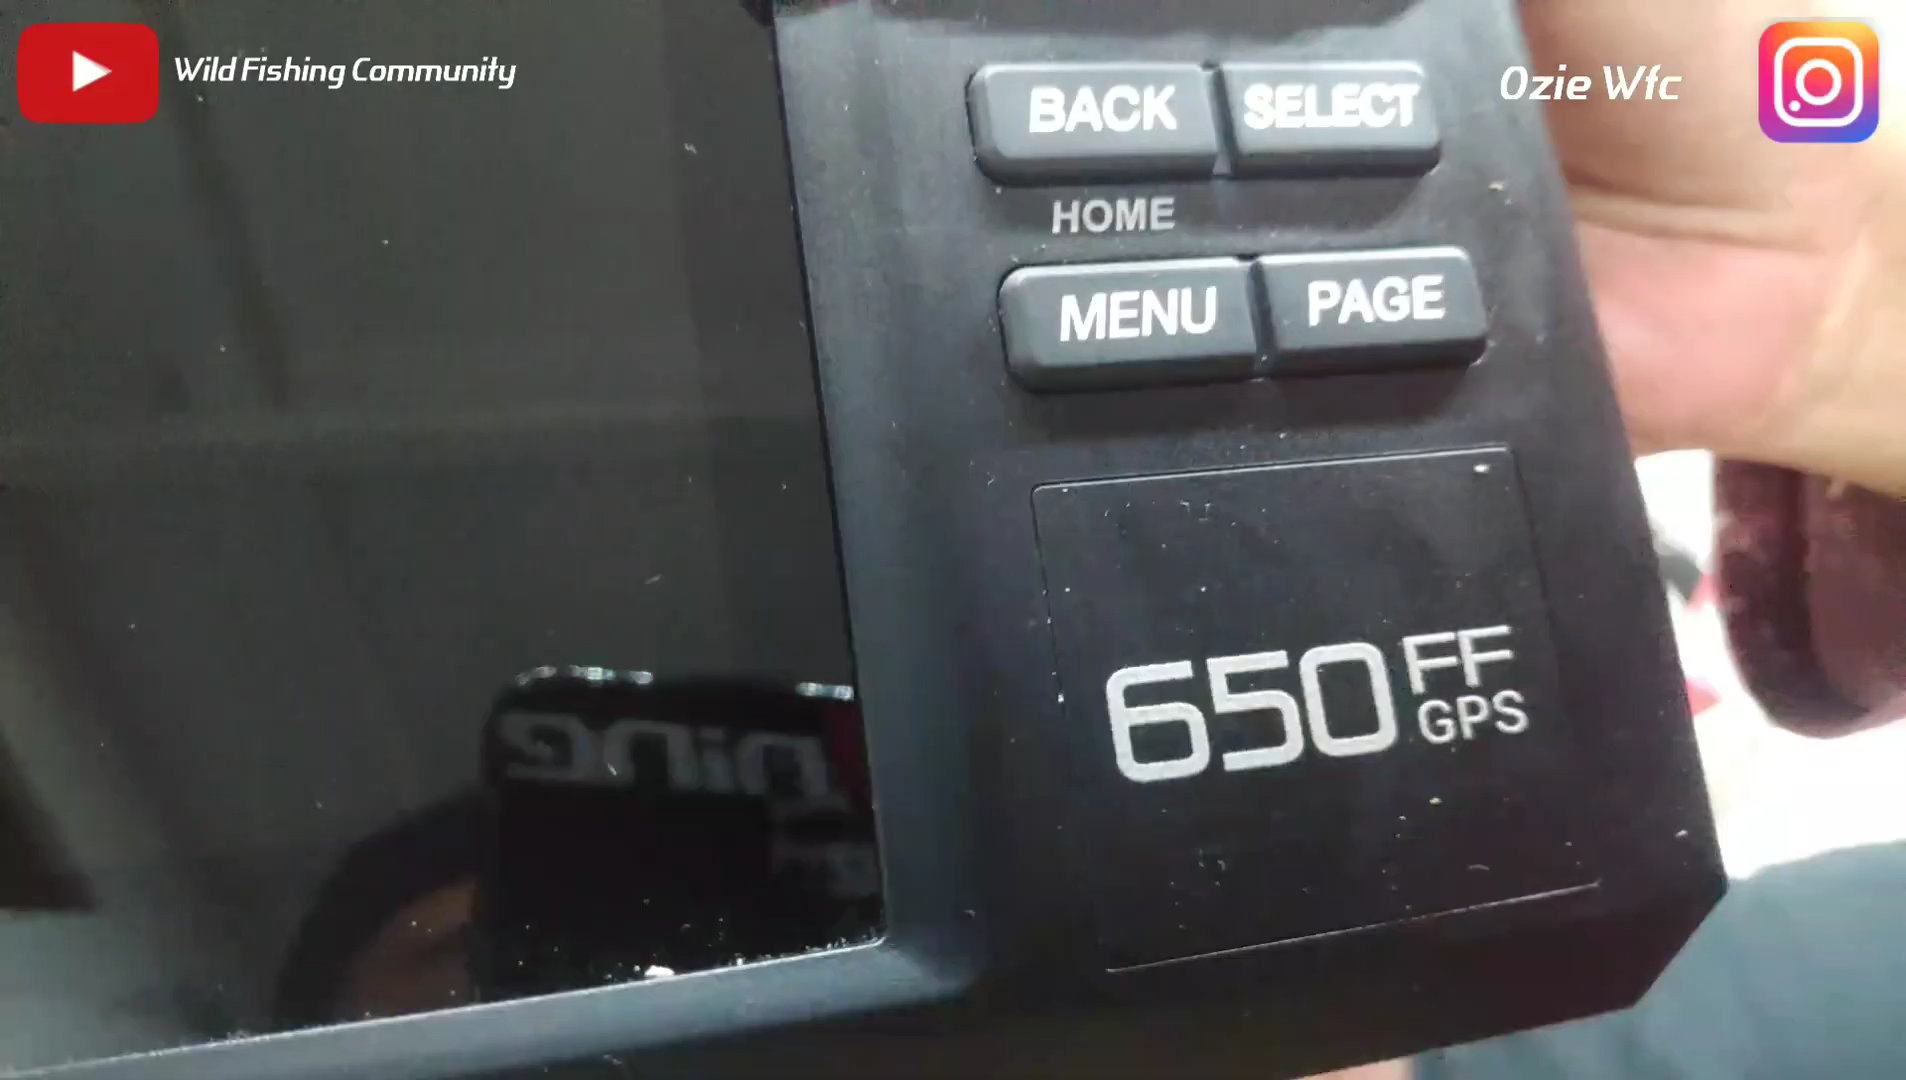 Wild Fishing Community
Ozie Wfc
BACK SELECT
HOME
MENU PAGE
650 FF
GPS